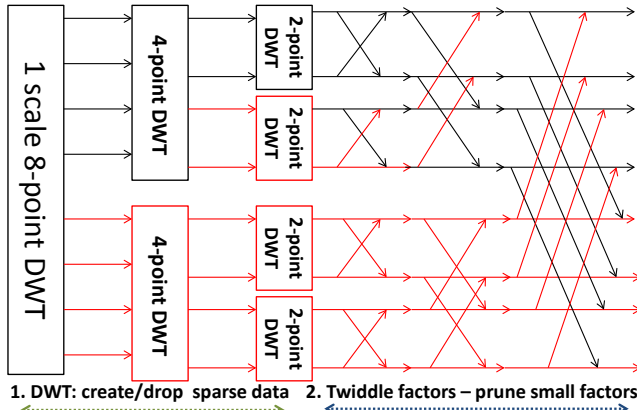 1 scale 8-point DWT
4-point DWT
4-point DWT
2-point
DWT
2-point
DWT
2-point
DWT
2-point
DWT
1. DWT: create/drop sparse data
2. Twiddle factors – prune small factors